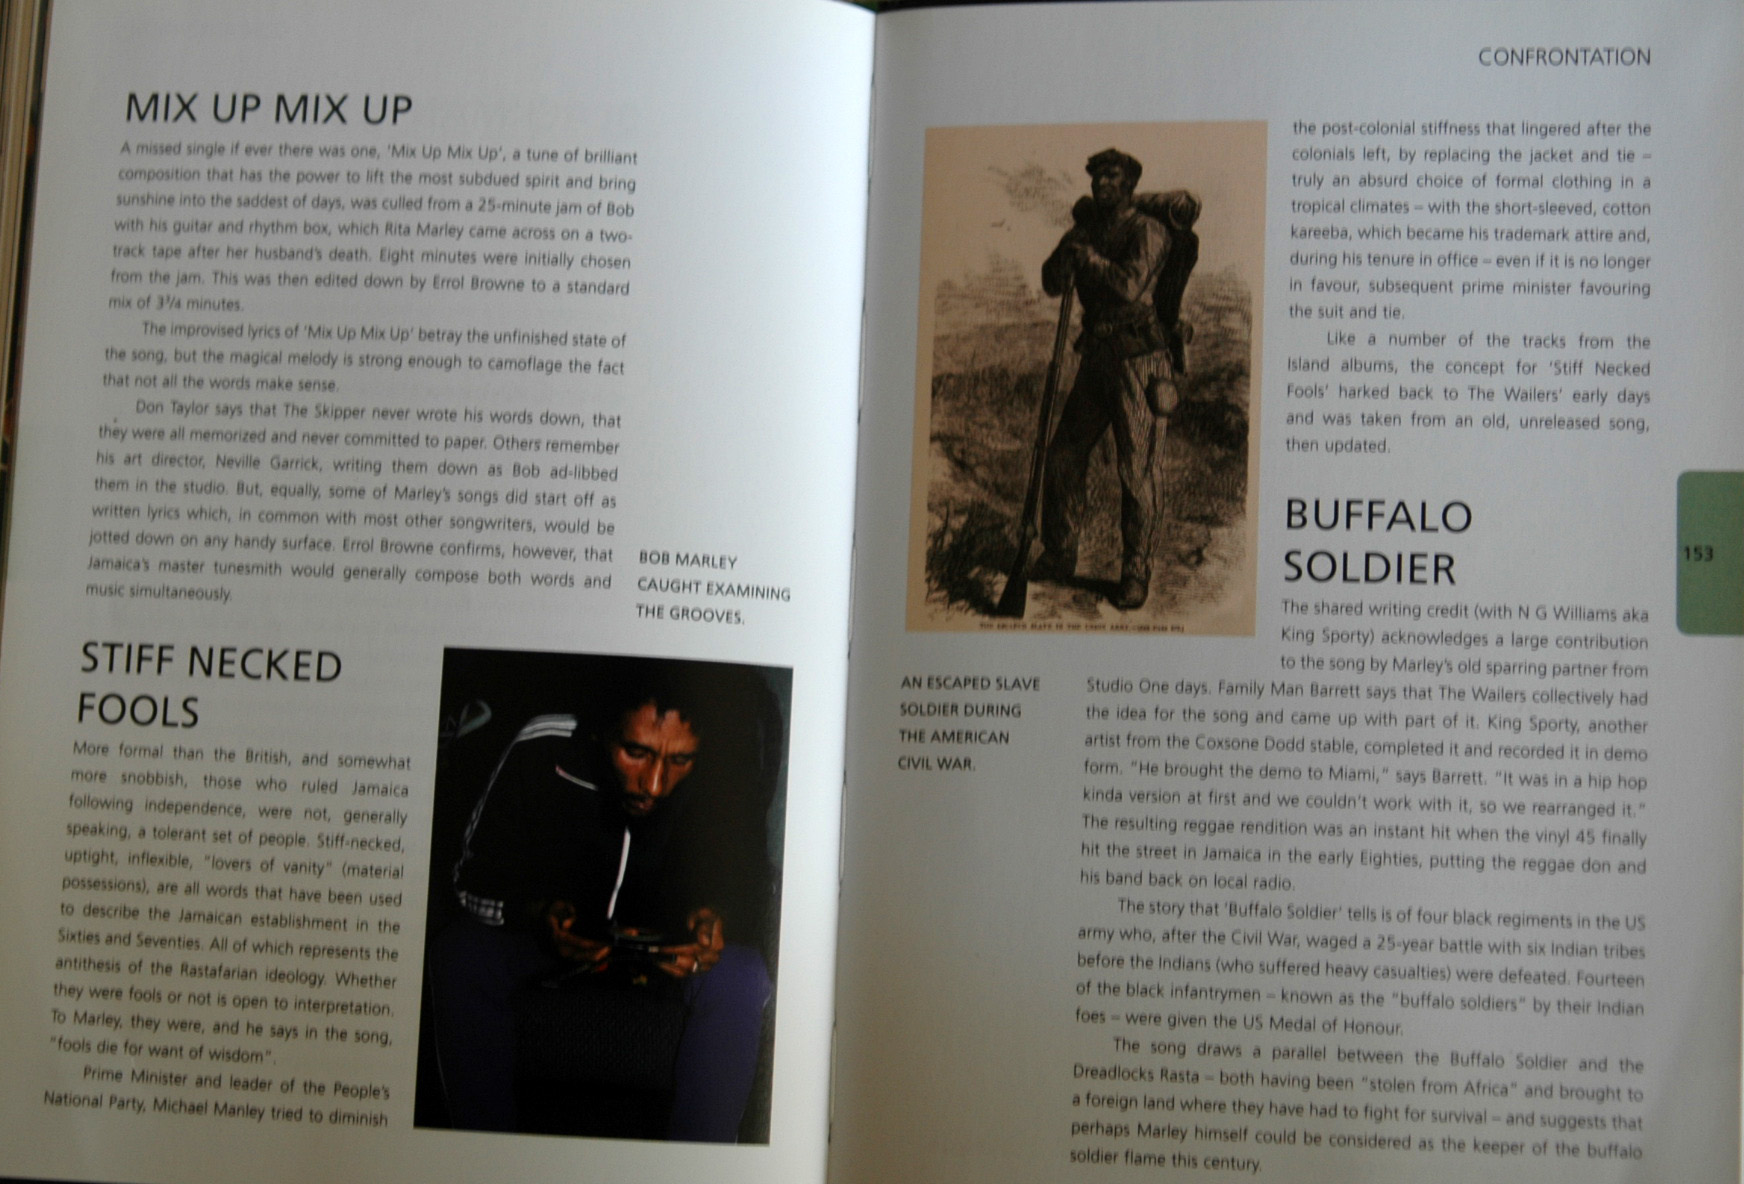 MIX UP MIX UP
A missed single if ever there was one, 'Mix Up Mix Up', a tune of brilliant
composition that has the power to lift the most subdued spirit and bring
sunshine into the saddest of days, was culled from a 25-minute jam of Bob
with his guitar and rhythm box, which Rita Marley came across on a two-
track tape after her husband's death. Eight minutes were initially chosen
from the jam. This was then edited down by Errol Browne to a standard
mix of 3¾ minutes.
The improvised lyrics of 'Mix Up Mix Up' betray the unfinished state of
the song, but the magical melody is strong enough to camoflage the fact
that not all the words make sense.
Don Taylor says that The Skipper never wrote his words down, that
they were all memorized and never committed to paper. Others remember
his art director, Neville Garrick, writing them down as Bob ad-libbed
them in the studio. But, equally, some of Marley's songs did start off as
written lyrics which, in common with most other songwriters, would be
jotted down on any handy surface. Errol Browne confirms, however, that
Jamaica's master tunesmith would generally compose both words and
music simultaneously.
BOB MARLEY
CAUGHT EXAMINING
THE GROOVES.
STIFF NECKED
FOOLS
More formal than the British, and somewhat
more snobbish, those who ruled Jamaica
following independence, were not, generally
speaking, a tolerant set of people. Stiff-necked,
uptight, inflexible, "lovers of vanity" (material
possessions), are all words that have been used
to describe the Jamaican establishment in the
Sixties and Seventies. All of which represents the
antithesis of the Rastafarian ideology. Whether
they were fools or not is open to interpretation.
To Marley, they were, and he says in the song,
"fools die for want of wisdom".
Prime Minister and leader of the People's
National Party, Michael Manley tried to diminish
CONFRONTATION
the post-colonial stiffness that lingered after the
colonials left, by replacing the jacket and tie –
truly an absurd choice of formal clothing in a
tropical climates – with the short-sleeved, cotton
kareeba, which became his trademark attire and,
during his tenure in office – even if it is no longer
in favour, subsequent prime minister favouring
the suit and tie.
Like a number of the tracks from the
Island albums, the concept for 'Stiff Necked
Fools' harked back to The Wailers' early days
and was taken from an old, unreleased song,
then updated.
AN ESCAPED SLAVE
SOLDIER DURING
THE AMERICAN
CIVIL WAR.
BUFFALO
SOLDIER
153
The shared writing credit (with N G Williams aka
King Sporty) acknowledges a large contribution
to the song by Marley's old sparring partner from
Studio One days. Family Man Barrett says that The Wailers collectively had
the idea for the song and came up with part of it. King Sporty, another
artist from the Coxsone Dodd stable, completed it and recorded it in demo
form. "He brought the demo to Miami," says Barrett. "It was in a hip hop
kinda version at first and we couldn't work with it, so we rearranged it."
The resulting reggae rendition was an instant hit when the vinyl 45 finally
hit the street in Jamaica in the early Eighties, putting the reggae don and
his band back on local radio.
The story that 'Buffalo Soldier' tells is of four black regiments in the US
army who, after the Civil War, waged a 25-year battle with six Indian tribes
before the Indians (who suffered heavy casualties) were defeated. Fourteen
of the black infantrymen – known as the "buffalo soldiers" by their Indian
foes – were given the US Medal of Honour.
The song draws a parallel between the Buffalo Soldier and the
Dreadlocks Rasta – both having been "stolen from Africa" and brought to
a foreign land where they have had to fight for survival – and suggests that
perhaps Marley himself could be considered as the keeper of the buffalo
soldier flame this century.